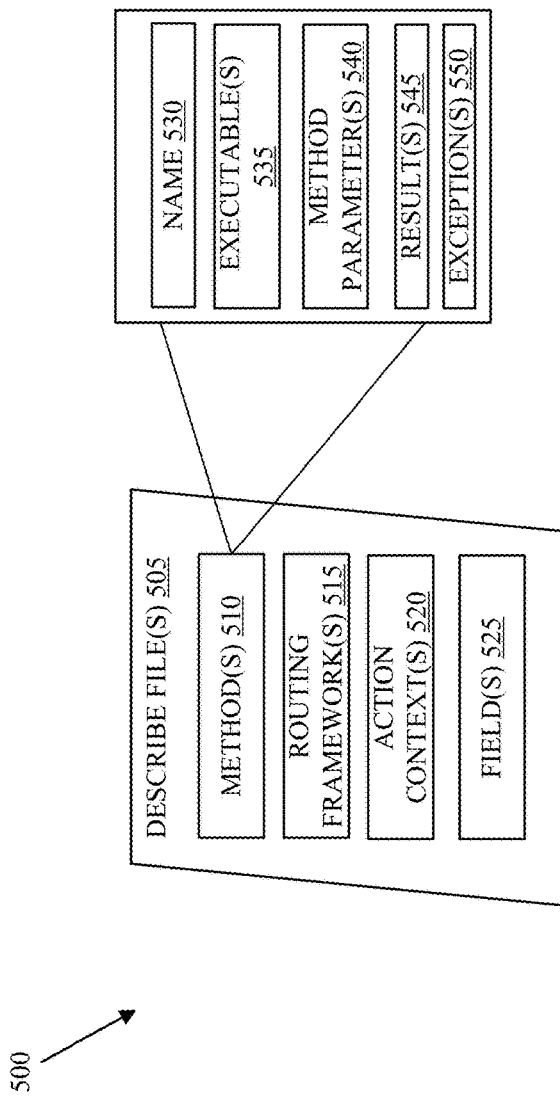 500
DESCRIBE FILE(S) 505
METHOD(S) 510
ROUTING
FRAMEWORK(S) 515
ACTION
CONTEXT(S) 520
FIELD(S) 525
NAME 530
EXECUTABLE(S)
535
METHOD
PARAMETER(S) 540
RESULT(S) 545
EXCEPTION(S) 550